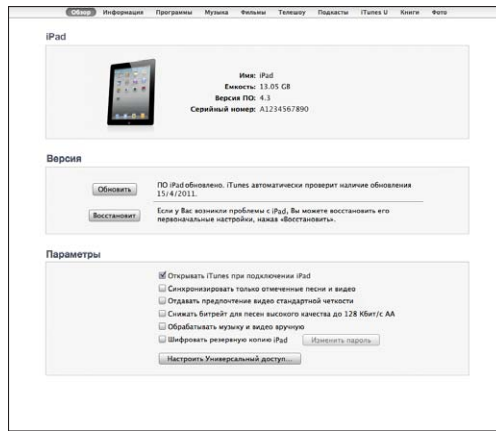 Обзор Информация Программы Музыка Фильмы Телешоу Подкасты iTunes U Книги Фото
iPad
Имя: iPad
Емкость: 13.05 GB
Версия ПО: 4.3
Серийный номер: A1234567890
Версия
Обновить
ПО iPad обновлено. iTunes автоматически проверит наличие обновления
15/4/2011.
Восстановит
Если у Вас возникли проблемы с iPad, Вы можете восстановить его
первоначальные настройки, нажав «Восстановить».
Параметры
Открывать iTunes при подключении iPad
Синхронизировать только отмеченные песни и видео
Отдавать предпочтение видео стандартной четкости
Снижать битрейт для песен высокого качества до 128 Кбит/с AA
Обрабатывать музыку и видео вручную
Шифровать резервную копию iPad Изменить пароль
Настроить Универсальный доступ...